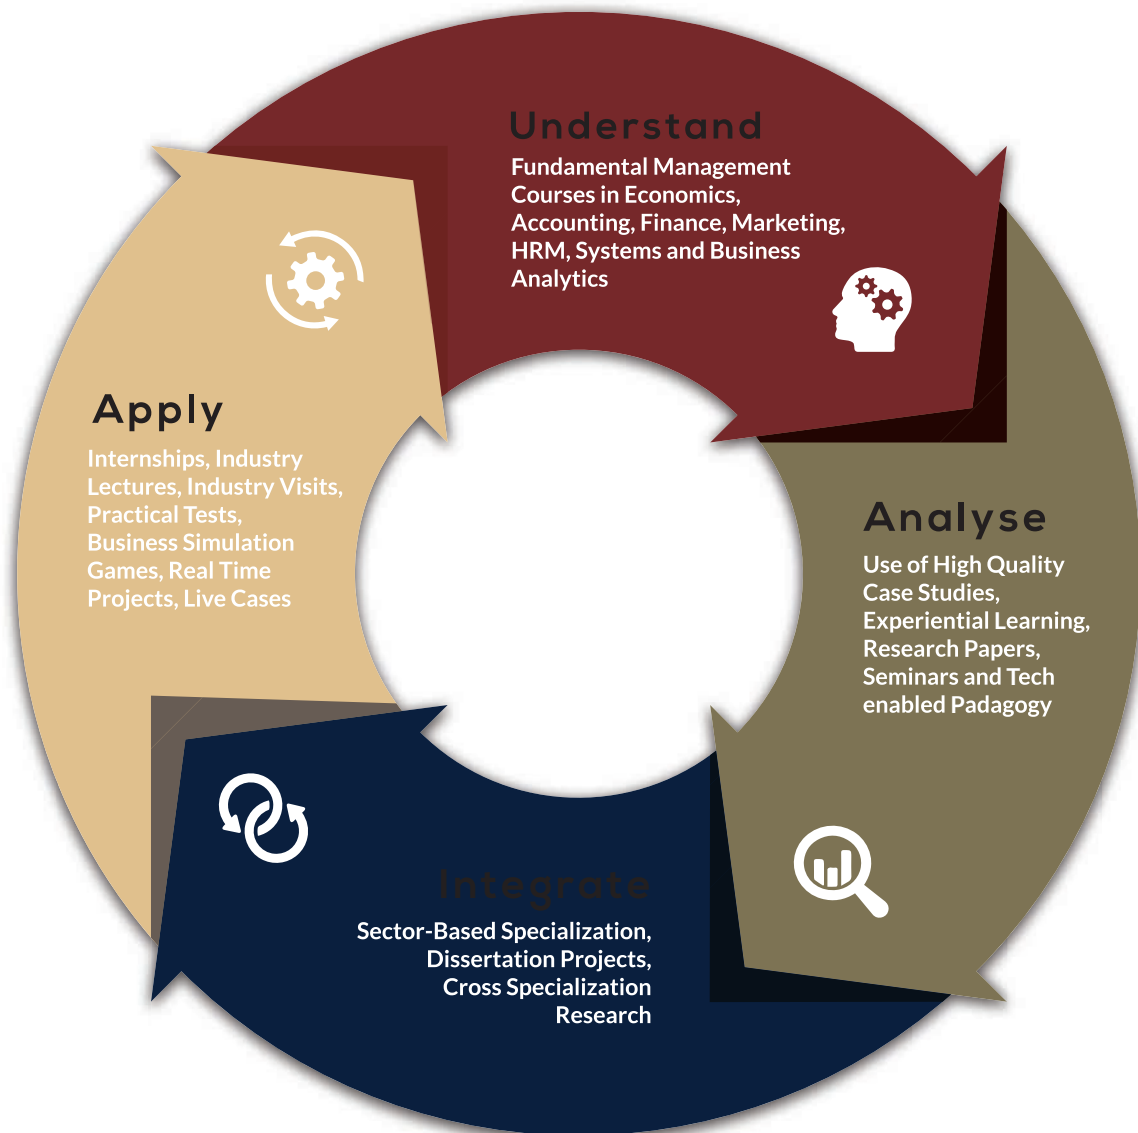 Understand
Fundamental Management
Courses in Economics,
Accounting, Finance, Marketing,
HRM, Systems and Business
Analytics
Analyse
Use of High Quality
Case Studies,
Experiential Learning,
Research Papers,
Seminars and Tech
enabled Padagogy
Integrate
Sector-Based Specialization,
Dissertation Projects,
Cross Specialization
Research
Apply
Internships, Industry
Lectures, Industry Visits,
Practical Tests,
Business Simulation
Games, Real Time
Projects, Live Cases